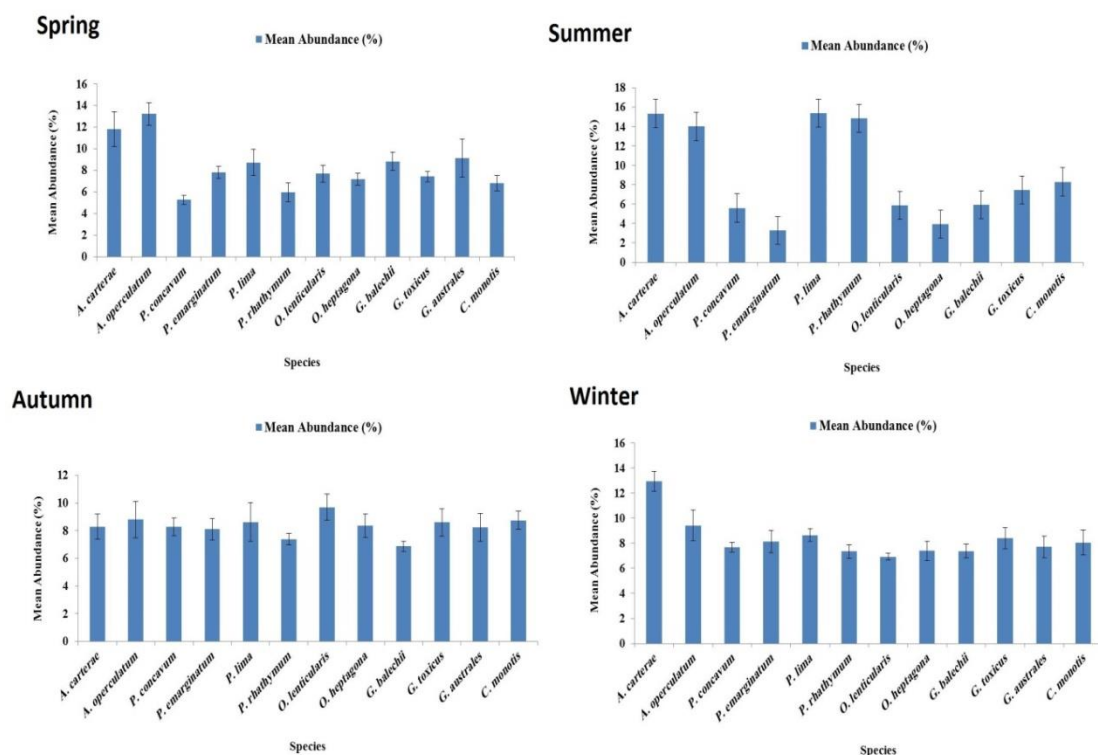 Spring
Mean Abundance (%)
Mean Abundance (%)
16
14
12
10
8
6
4
2
0
A. carterae
A. operculatum
P. concavum
P. emarginatum
P. lima
P. rhathymum
O. lenticularis
O. heptagona
G. balechii
G. toxicus
G. australes
C. monotis
Species
Summer
Mean Abundance (%)
Mean Abundance (%)
18
16
14
12
10
8
6
4
2
0
A. carterae
A. operculatum
P. concavum
P. emarginatum
P. lima
P. rhathymum
O. lenticularis
O. heptagona
G. balechii
G. toxicus
C. monotis
Species
Autumn
Mean Abundance (%)
Mean Abundance (%)
12
10
8
6
4
2
0
A. carterae
A. operculatum
P. concavum
P. emarginatum
P. lima
P. rhathymum
O. lenticularis
O. heptagona
G. balechii
G. toxicus
G. australes
C. monotis
Species
Winter
Mean Abundance (%)
Mean Abundance (%)
16
14
12
10
8
6
4
2
0
A. carterae
A. operculatum
P. concavum
P. emarginatum
P. lima
P. rhathymum
O. lenticularis
O. heptagona
G. balechii
G. toxicus
G. australes
C. monotis
Species